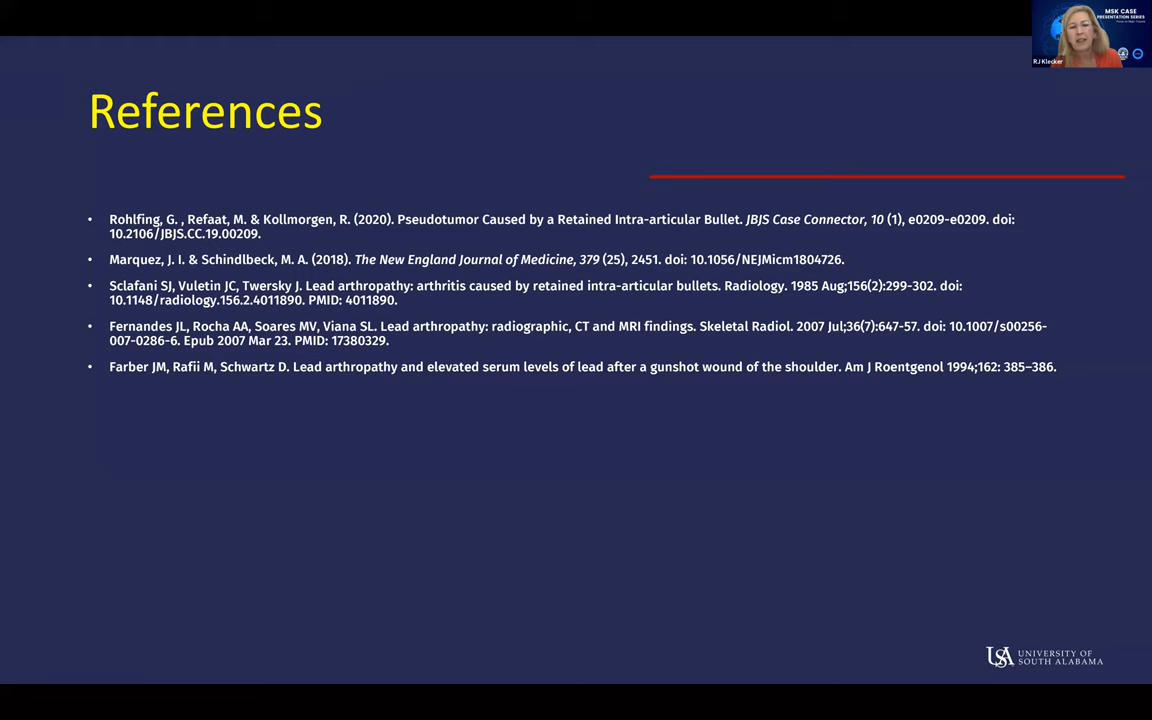 MSK CASE
PRESENTATION SERIES
RJ Klecker
References
• Rohlfing, G. , Refaat, M. & Kollmorgen, R. (2020). Pseudotumor Caused by a Retained Intra-articular Bullet. JBJS Case Connector, 10 (1), e0209-e0209. doi:
10.2106/JBJS.CC.19.00209.
• Marquez, J. I. & Schindlbeck, M. A. (2018). The New England Journal of Medicine, 379 (25), 2451. doi: 10.1056/NEJMicm1804726.
• Sclafani SJ, Vuletin JC, Twersky J. Lead arthropathy: arthritis caused by retained intra-articular bullets. Radiology. 1985 Aug;156(2):299-302. doi:
10.1148/radiology.156.2.4011890. PMID: 4011890.
• Fernandes JL, Rocha AA, Soares MV, Viana SL. Lead arthropathy: radiographic, CT and MRI findings. Skeletal Radiol. 2007 Jul;36(7):647-57. doi: 10.1007/s00256-
007-0286-6. Epub 2007 Mar 23. PMID: 17380329.
• Farber JM, Rafii M, Schwartz D. Lead arthropathy and elevated serum levels of lead after a gunshot wound of the shoulder. Am J Roentgenol 1994;162: 385–386.
USA UNIVERSITY OF
SOUTH ALABAMA